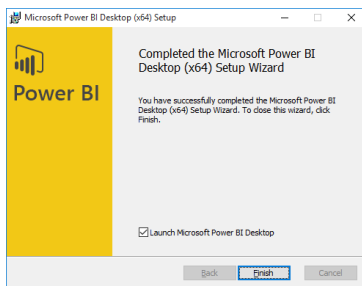 Microsoft Power BI Desktop (x64) Setup
Power BI
Completed the Microsoft Power BI
Desktop (x64) Setup Wizard
You have successfully completed the Microsoft Power BI
Desktop (x64) Setup Wizard. To close this wizard, click
Finish.
Launch Microsoft Power BI Desktop
Back Finish Cancel